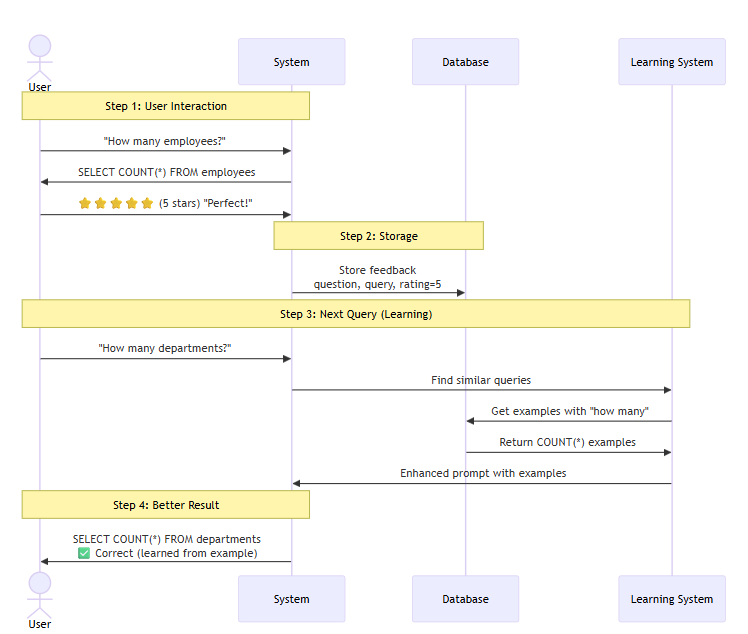 User
System
Database
Learning System
Step 1: User Interaction
"How many employees?"
SELECT COUNT(*) FROM employees
⭐⭐⭐⭐⭐ (5 stars) "Perfect!"
Step 2: Storage
Store feedback
question, query, rating=5
Step 3: Next Query (Learning)
"How many departments?"
Find similar queries
Get examples with "how many"
Return COUNT(*) examples
Enhanced prompt with examples
Step 4: Better Result
SELECT COUNT(*) FROM departments
✅ Correct (learned from example)
User
System
Database
Learning System